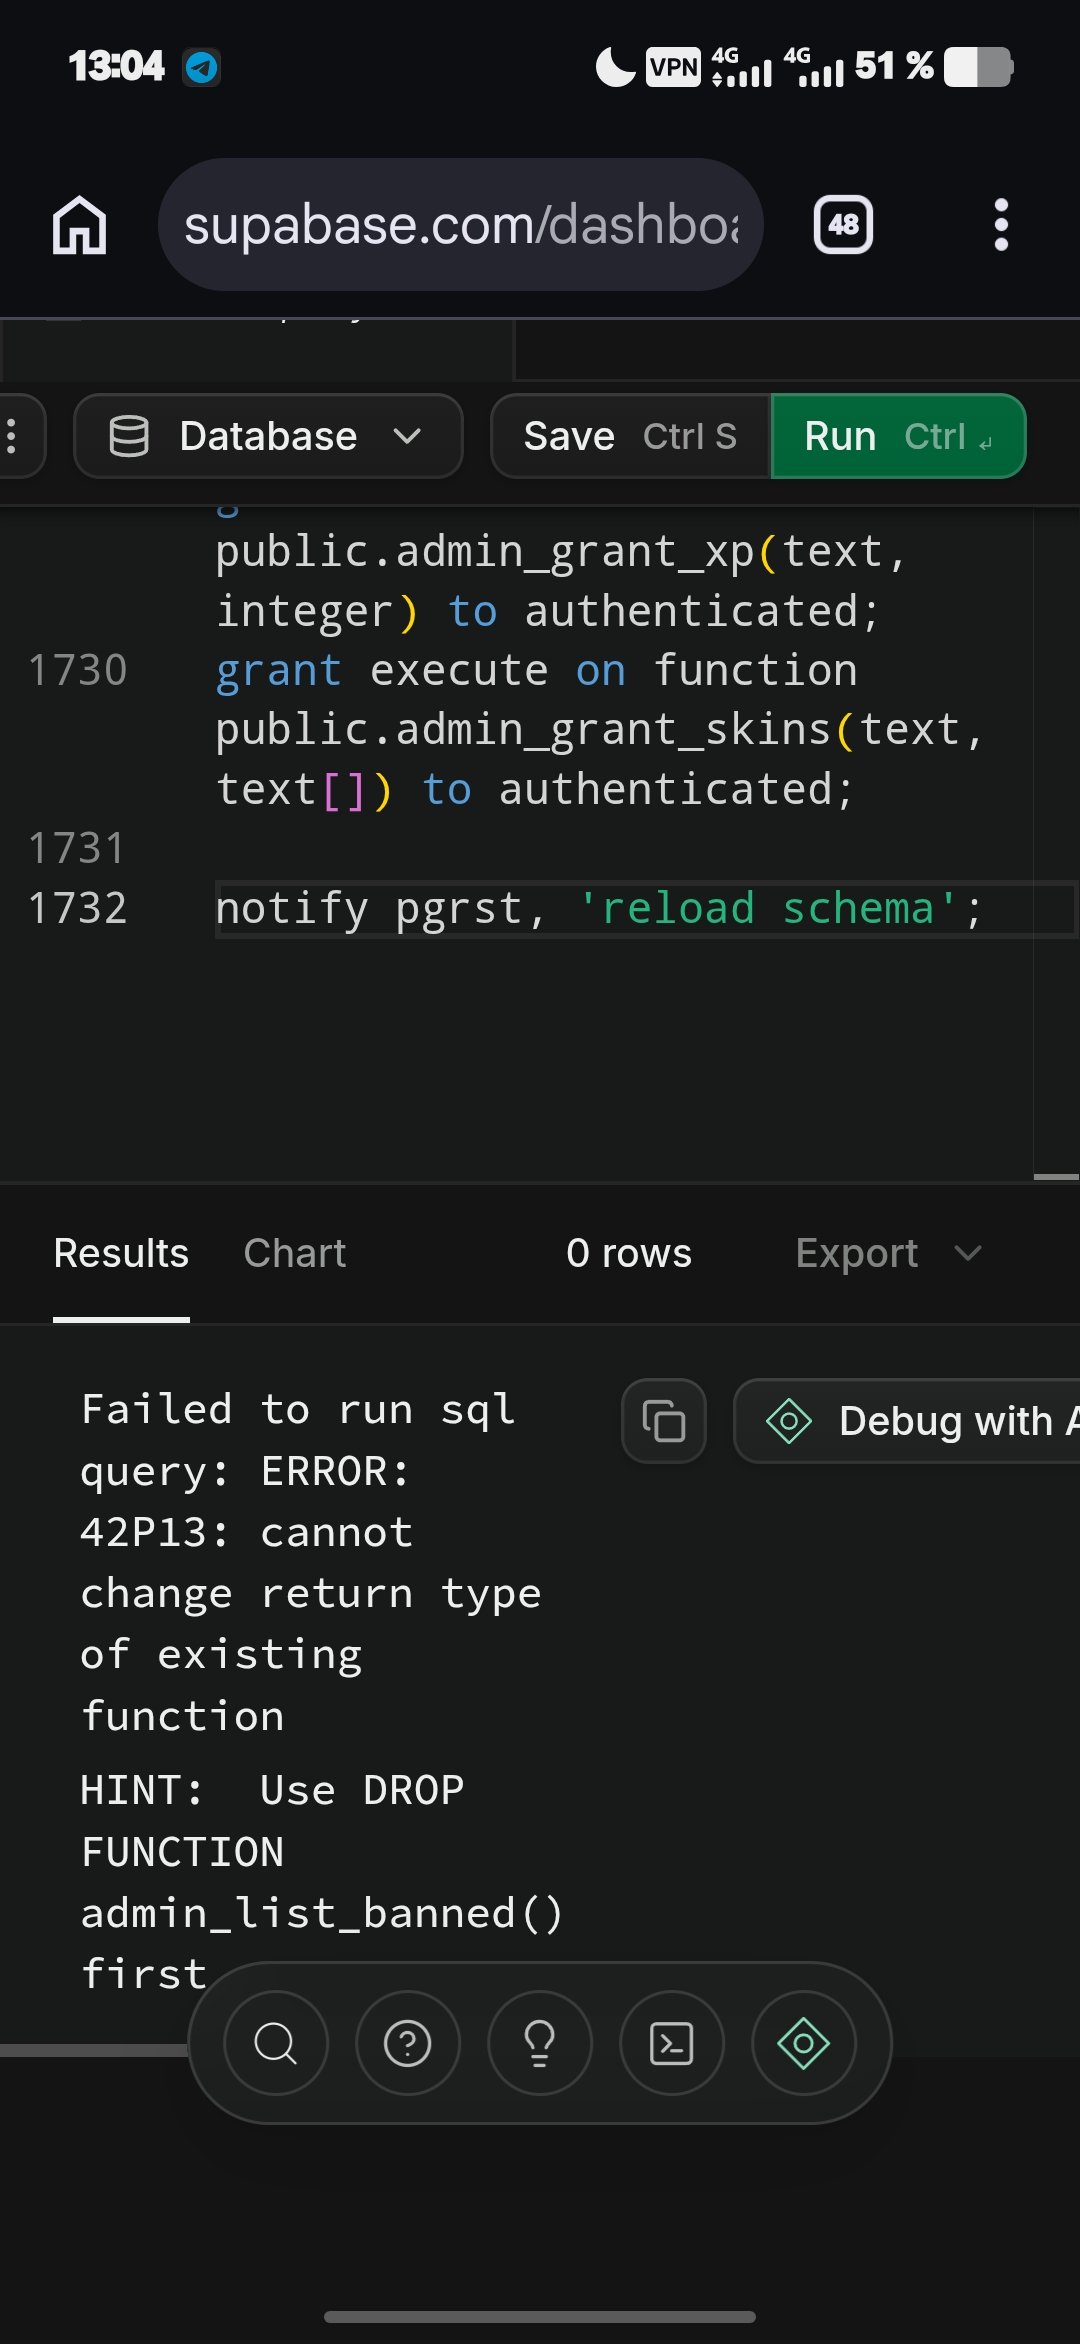 13:04
VPN 4G 4G 51 %
supabase.com/dashboa
48
Database
Save Ctrl S
Run Ctrl ↵
public.admin_grant_xp(text,
integer) to authenticated;
1730 grant execute on function
public.admin_grant_skins(text,
text[]) to authenticated;
1731
1732 notify pgrst, 'reload schema';
Results Chart 0 rows Export
Failed to run sql
query: ERROR:
42P13: cannot
change return type
of existing
function
HINT:  Use DROP
FUNCTION
admin_list_banned()
first
Debug with A